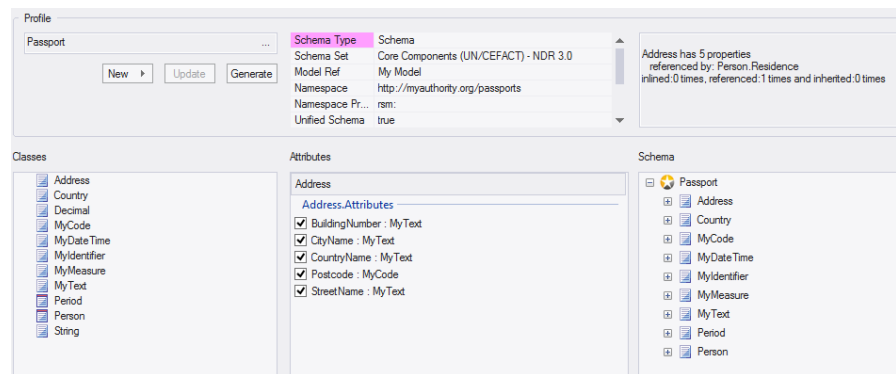 Profile
Passport ...
New Update Generate
Schema Type Schema
Schema Set Core Components (UN/CEFACT) - NDR 3.0
Model Ref My Model
Namespace http://myauthority.org/passports
Namespace Pr... rsm:
Unified Schema true
Address has 5 properties
referenced by: Person.Residence
inlined:0 times, referenced:1 times and inherited:0 times
Classes
Address
Country
Decimal
MyCode
MyDateTime
MyIdentifier
MyMeasure
MyText
Period
Person
String
Attributes
Address
Address.Attributes
BuildingNumber : MyText
CityName : MyText
CountryName : MyText
Postcode : MyCode
StreetName : MyText
Schema
Passport
Address
Country
MyCode
MyDateTime
MyIdentifier
MyMeasure
MyText
Period
Person